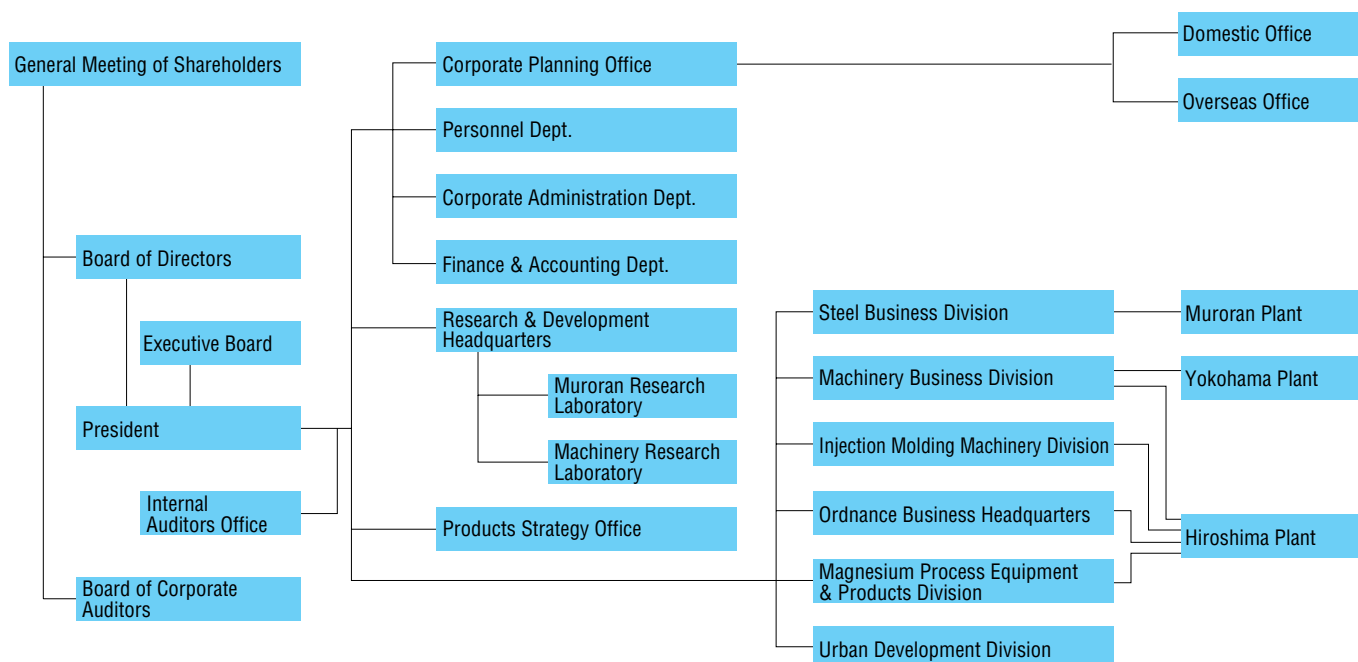 General Meeting of Shareholders
Board of Directors
Executive Board
President
Internal
Auditors Office
Board of Corporate
Auditors
Corporate Planning Office
Personnel Dept.
Corporate Administration Dept.
Finance & Accounting Dept.
Research & Development
Headquarters
Muroran Research
Laboratory
Machinery Research
Laboratory
Products Strategy Office
Steel Business Division
Machinery Business Division
Injection Molding Machinery Division
Ordnance Business Headquarters
Magnesium Process Equipment
& Products Division
Urban Development Division
Domestic Office
Overseas Office
Muroran Plant
Yokohama Plant
Hiroshima Plant